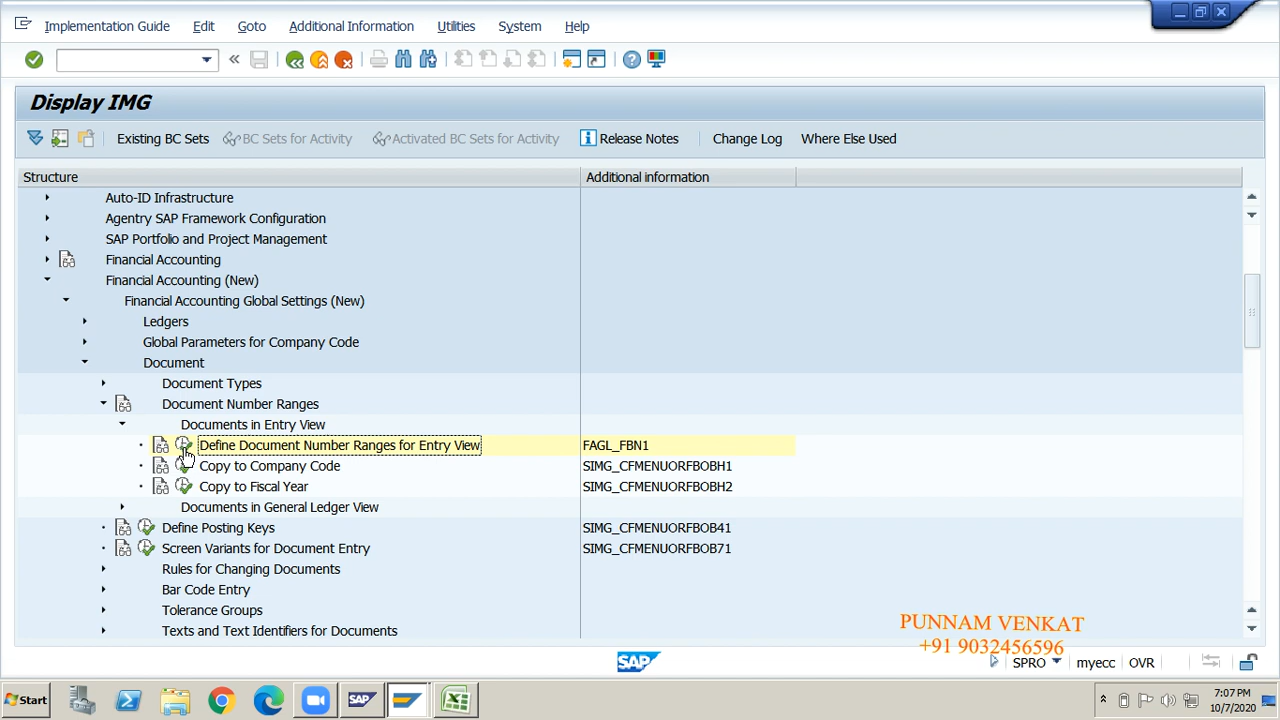 Implementation Guide Edit Goto Additional Information Utilities System Help
Display IMG
Existing BC Sets BC Sets for Activity Activated BC Sets for Activity Release Notes Change Log Where Else Used
Structure Additional information
Auto-ID Infrastructure
Agentry SAP Framework Configuration
SAP Portfolio and Project Management
Financial Accounting
Financial Accounting (New)
Financial Accounting Global Settings (New)
Ledgers
Global Parameters for Company Code
Document
Document Types
Document Number Ranges
Documents in Entry View
Define Document Number Ranges for Entry View FAGL_FBN1
Copy to Company Code SIMG_CFMENUORFBOBH1
Copy to Fiscal Year SIMG_CFMENUORFBOBH2
Documents in General Ledger View
Define Posting Keys SIMG_CFMENUORFBOB41
Screen Variants for Document Entry SIMG_CFMENUORFBOB71
Rules for Changing Documents
Bar Code Entry
Tolerance Groups
Texts and Text Identifiers for Documents
PUNNAM VENKAT
+91 9032456596
SAP SPRO myecc OVR
Start SAP 7:07 PM
10/7/2020